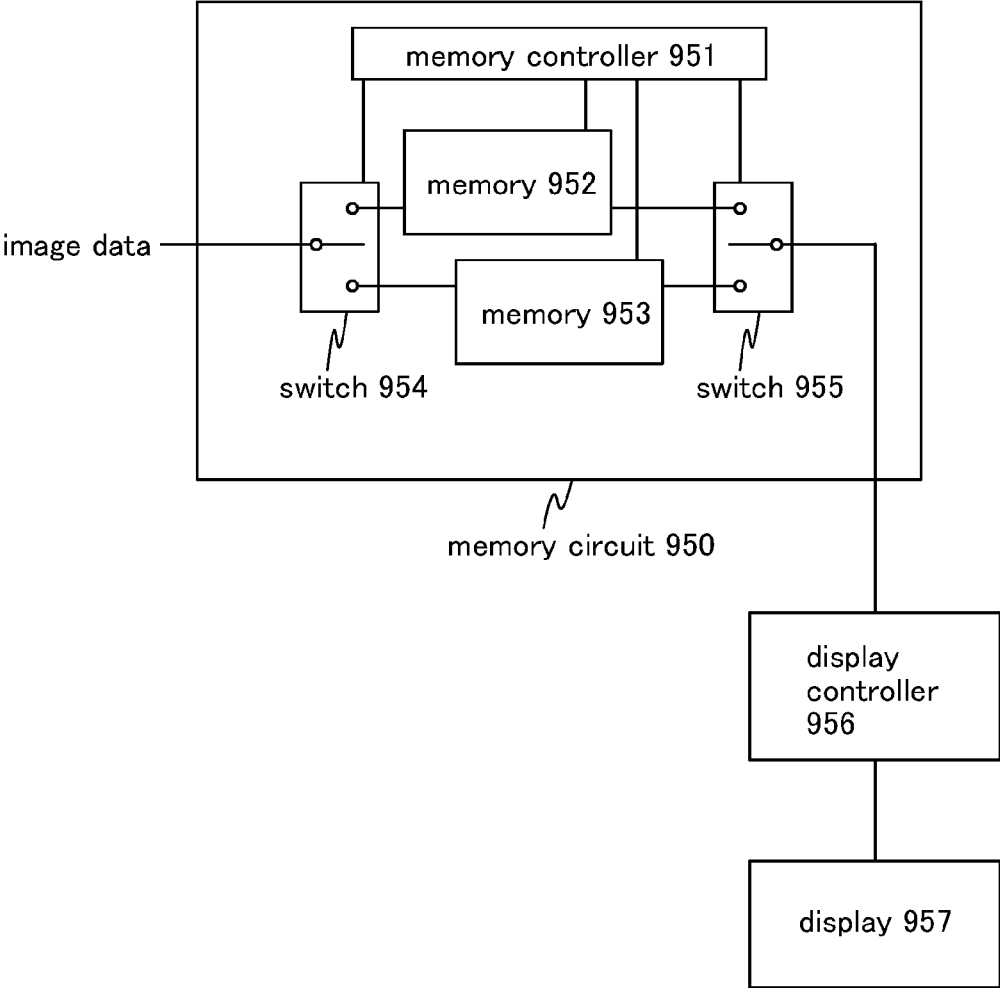 memory controller 951
memory 952
image data
memory 953
switch 954
switch 955
memory circuit 950
display
controller
956
display 957